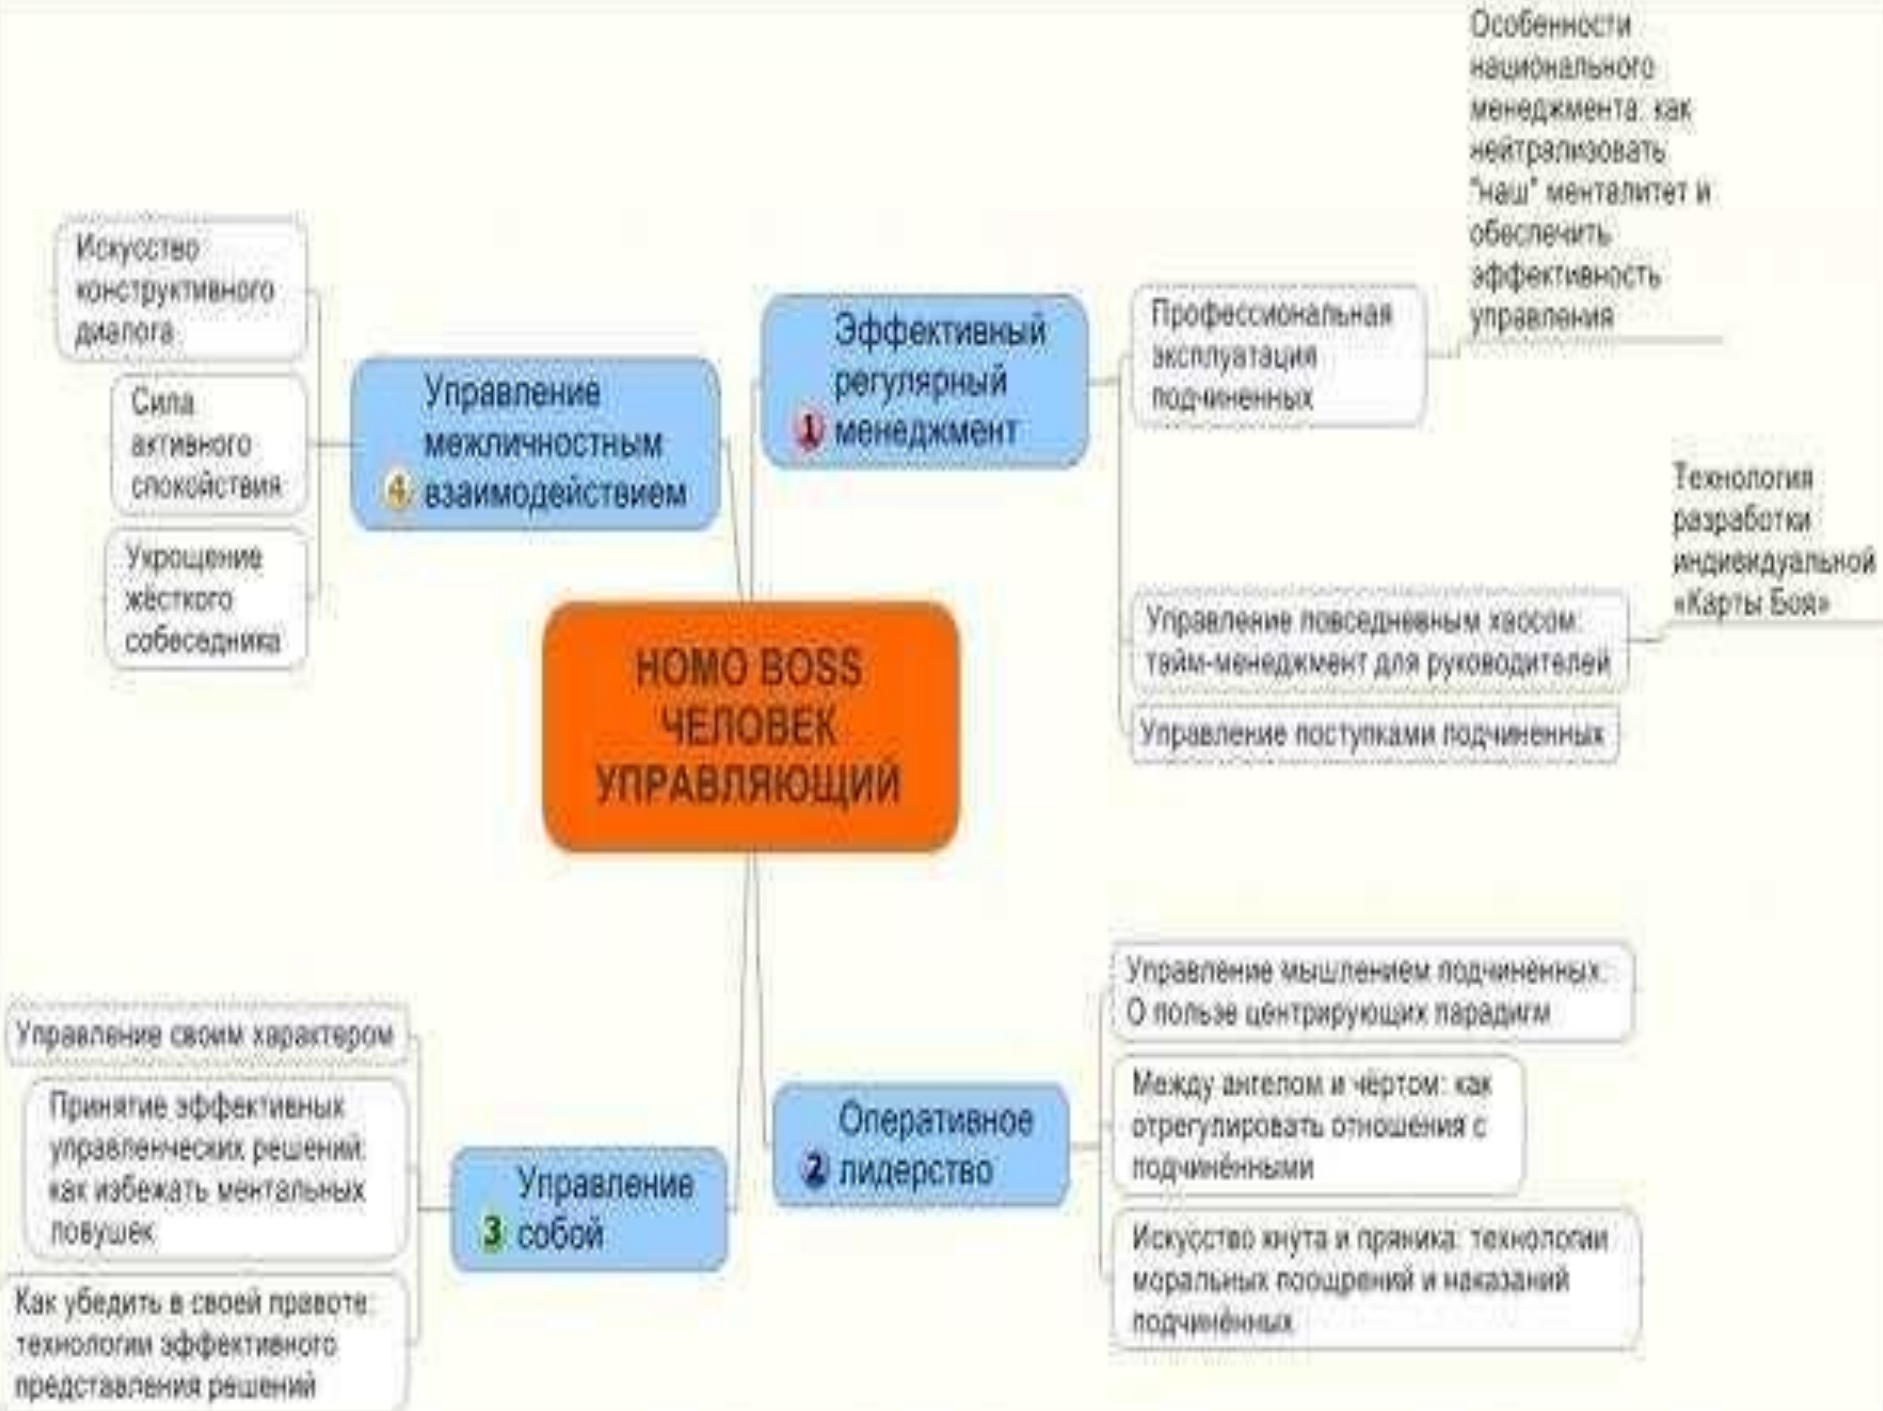 Особенности
национального
менеджмента: как
нейтрализовать
"наш" менталитет и
обеспечить
эффективность
управления
Искусство
конструктивного
диалога
Сила
активного
спокойствия
Укрощение
жёсткого
собеседника
Управление
межличностным
4 взаимодействием
Эффективный
регулярный
1 менеджмент
Профессиональная
эксплуатация
подчиненных
Технология
разработки
индивидуальной
«Карты Боя»
Управление повседневным хаосом:
тайм-менеджмент для руководителей
Управление поступками подчиненных
HOMO BOSS
ЧЕЛОВЕК
УПРАВЛЯЮЩИЙ
Управление своим характером
Принятие эффективных
управленческих решений:
как избежать ментальных
ловушек
Как убедить в своей правоте:
технологии эффективного
представления решений
Управление
3 собой
Оперативное
2 лидерство
Управление мышлением подчинённых:
О пользе центрирующих парадигм
Между ангелом и чёртом: как
отрегулировать отношения с
подчинёнными
Искусство кнута и пряника: технологии
моральных поощрений и наказаний
подчинённых